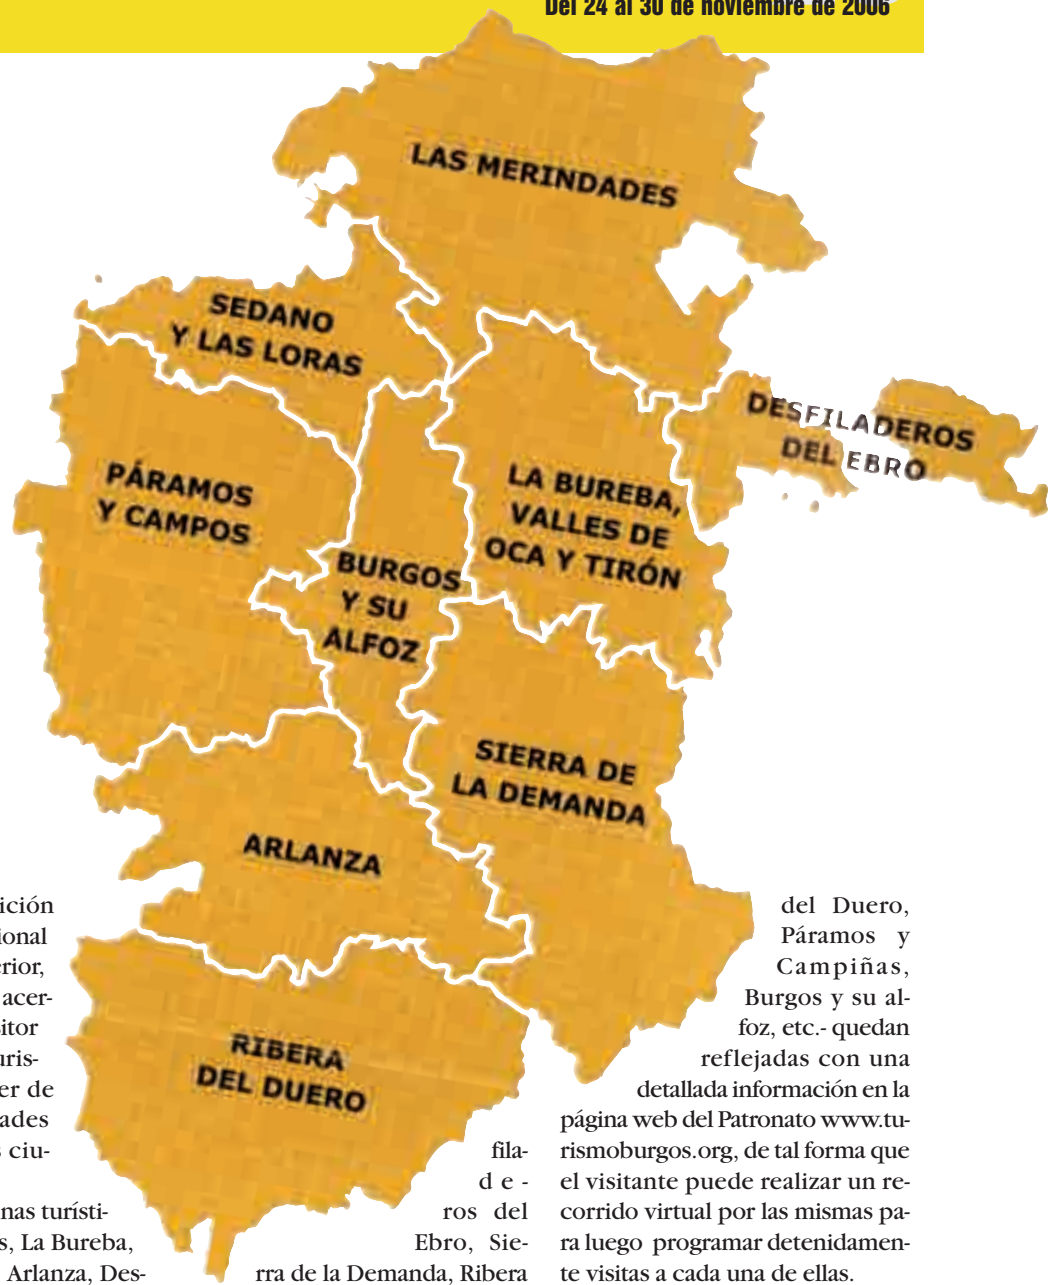 Del 24 al 30 de noviembre de 2006
LAS MERINDADES
SEDANO
Y LAS LORAS
DESFILADEROS
DEL EBRO
PÁRAMOS
Y CAMPOS
LA BUREBA,
VALLES DE
OCA Y TIRÓN
BURGOS
Y SU
ALFOZ
SIERRA DE
LA DEMANDA
ARLANZA
RIBERA
DEL DUERO
ición
ional
erior,
acer-
itor
uris-
er de
ades
s ciu-
nas turísti-
s, La Bureba,
Arlanza, Des-
fila-
de-
ros del
Ebro, Sie-
rra de la Demanda, Ribera
del Duero,
Páramos y
Campiñas,
Burgos y su al-
foz, etc.- quedan
reflejadas con una
detallada información en la
página web del Patronato www.tu-
rismoburgos.org, de tal forma que
el visitante puede realizar un re-
corrido virtual por las mismas pa-
ra luego programar detenidamen-
te visitas a cada una de ellas.